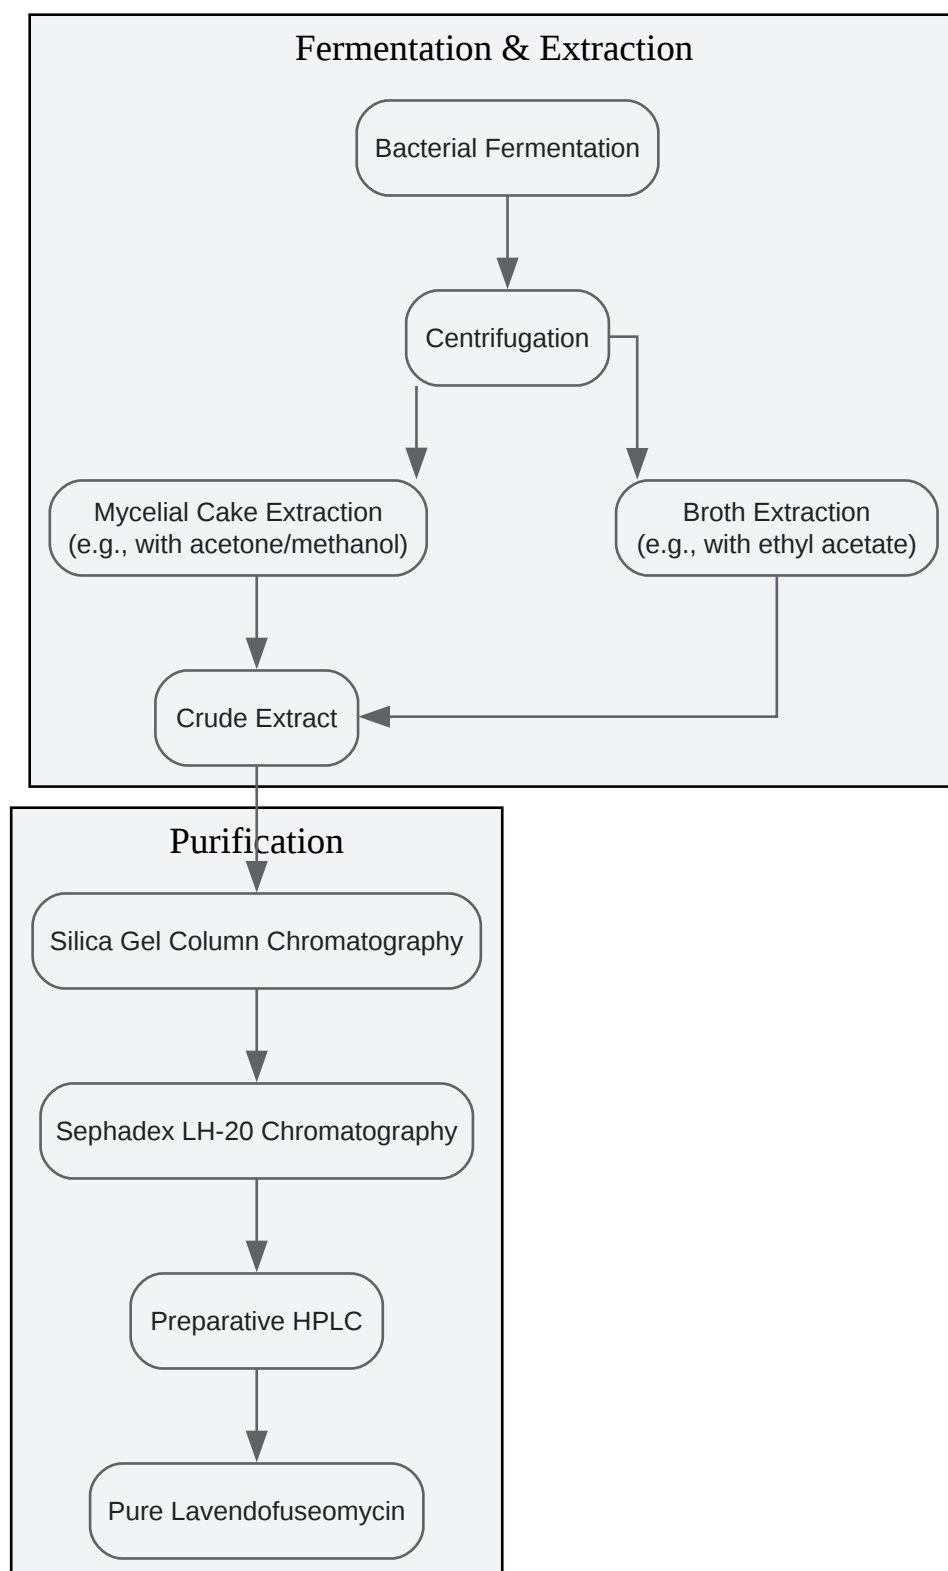 Fermentation & Extraction
Bacterial Fermentation
Centrifugation
Mycelial Cake Extraction
(e.g., with acetone/methanol)
Broth Extraction
(e.g., with ethyl acetate)
Crude Extract
Purification
Silica Gel Column Chromatography
Sephadex LH-20 Chromatography
Preparative HPLC
Pure Lavendofuseomycin